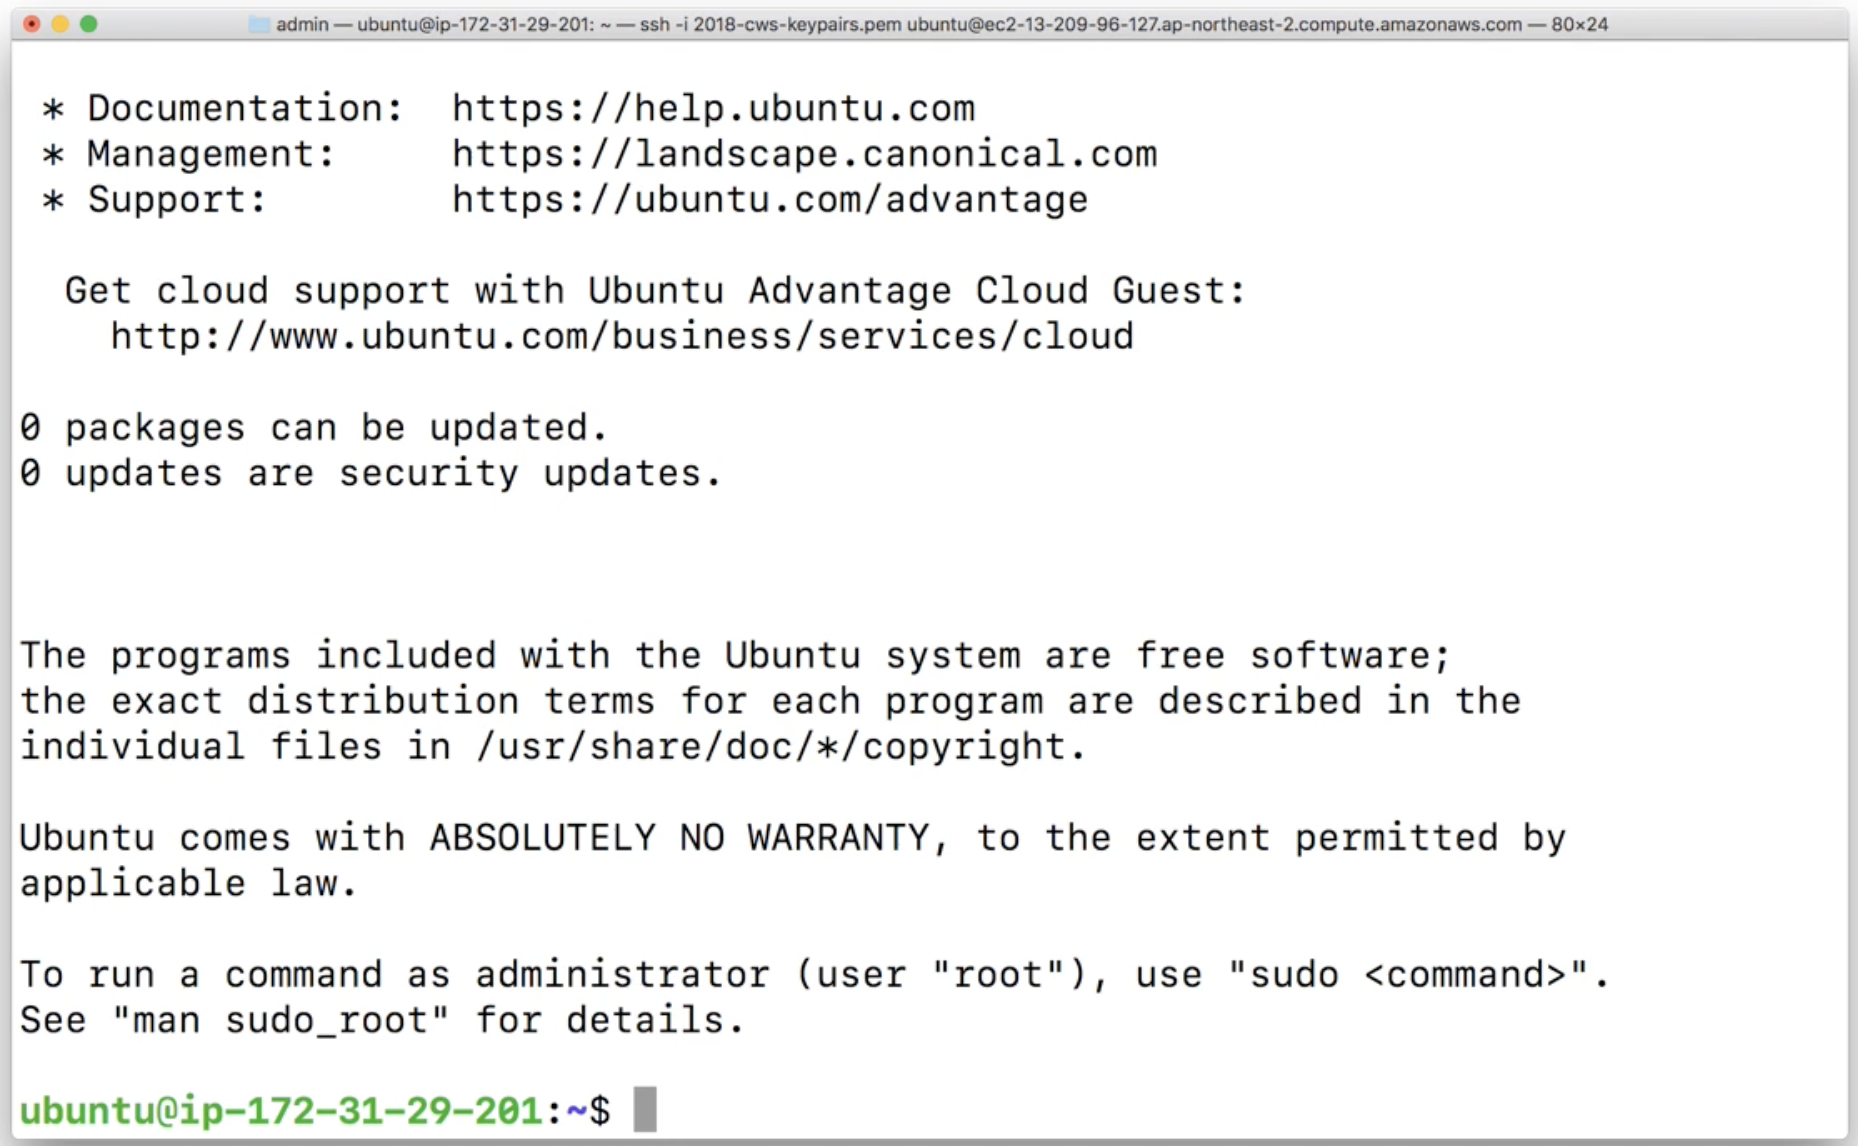 admin — ubuntu@ip-172-31-29-201: ~ — ssh -i 2018-cws-keypairs.pem ubuntu@ec2-13-209-96-127.ap-northeast-2.compute.amazonaws.com — 80×24
* Documentation:  https://help.ubuntu.com
* Management:     https://landscape.canonical.com
* Support:        https://ubuntu.com/advantage
Get cloud support with Ubuntu Advantage Cloud Guest:
http://www.ubuntu.com/business/services/cloud
0 packages can be updated.
0 updates are security updates.
The programs included with the Ubuntu system are free software;
the exact distribution terms for each program are described in the
individual files in /usr/share/doc/*/copyright.
Ubuntu comes with ABSOLUTELY NO WARRANTY, to the extent permitted by
applicable law.
To run a command as administrator (user "root"), use "sudo <command>".
See "man sudo_root" for details.
ubuntu@ip-172-31-29-201:~$